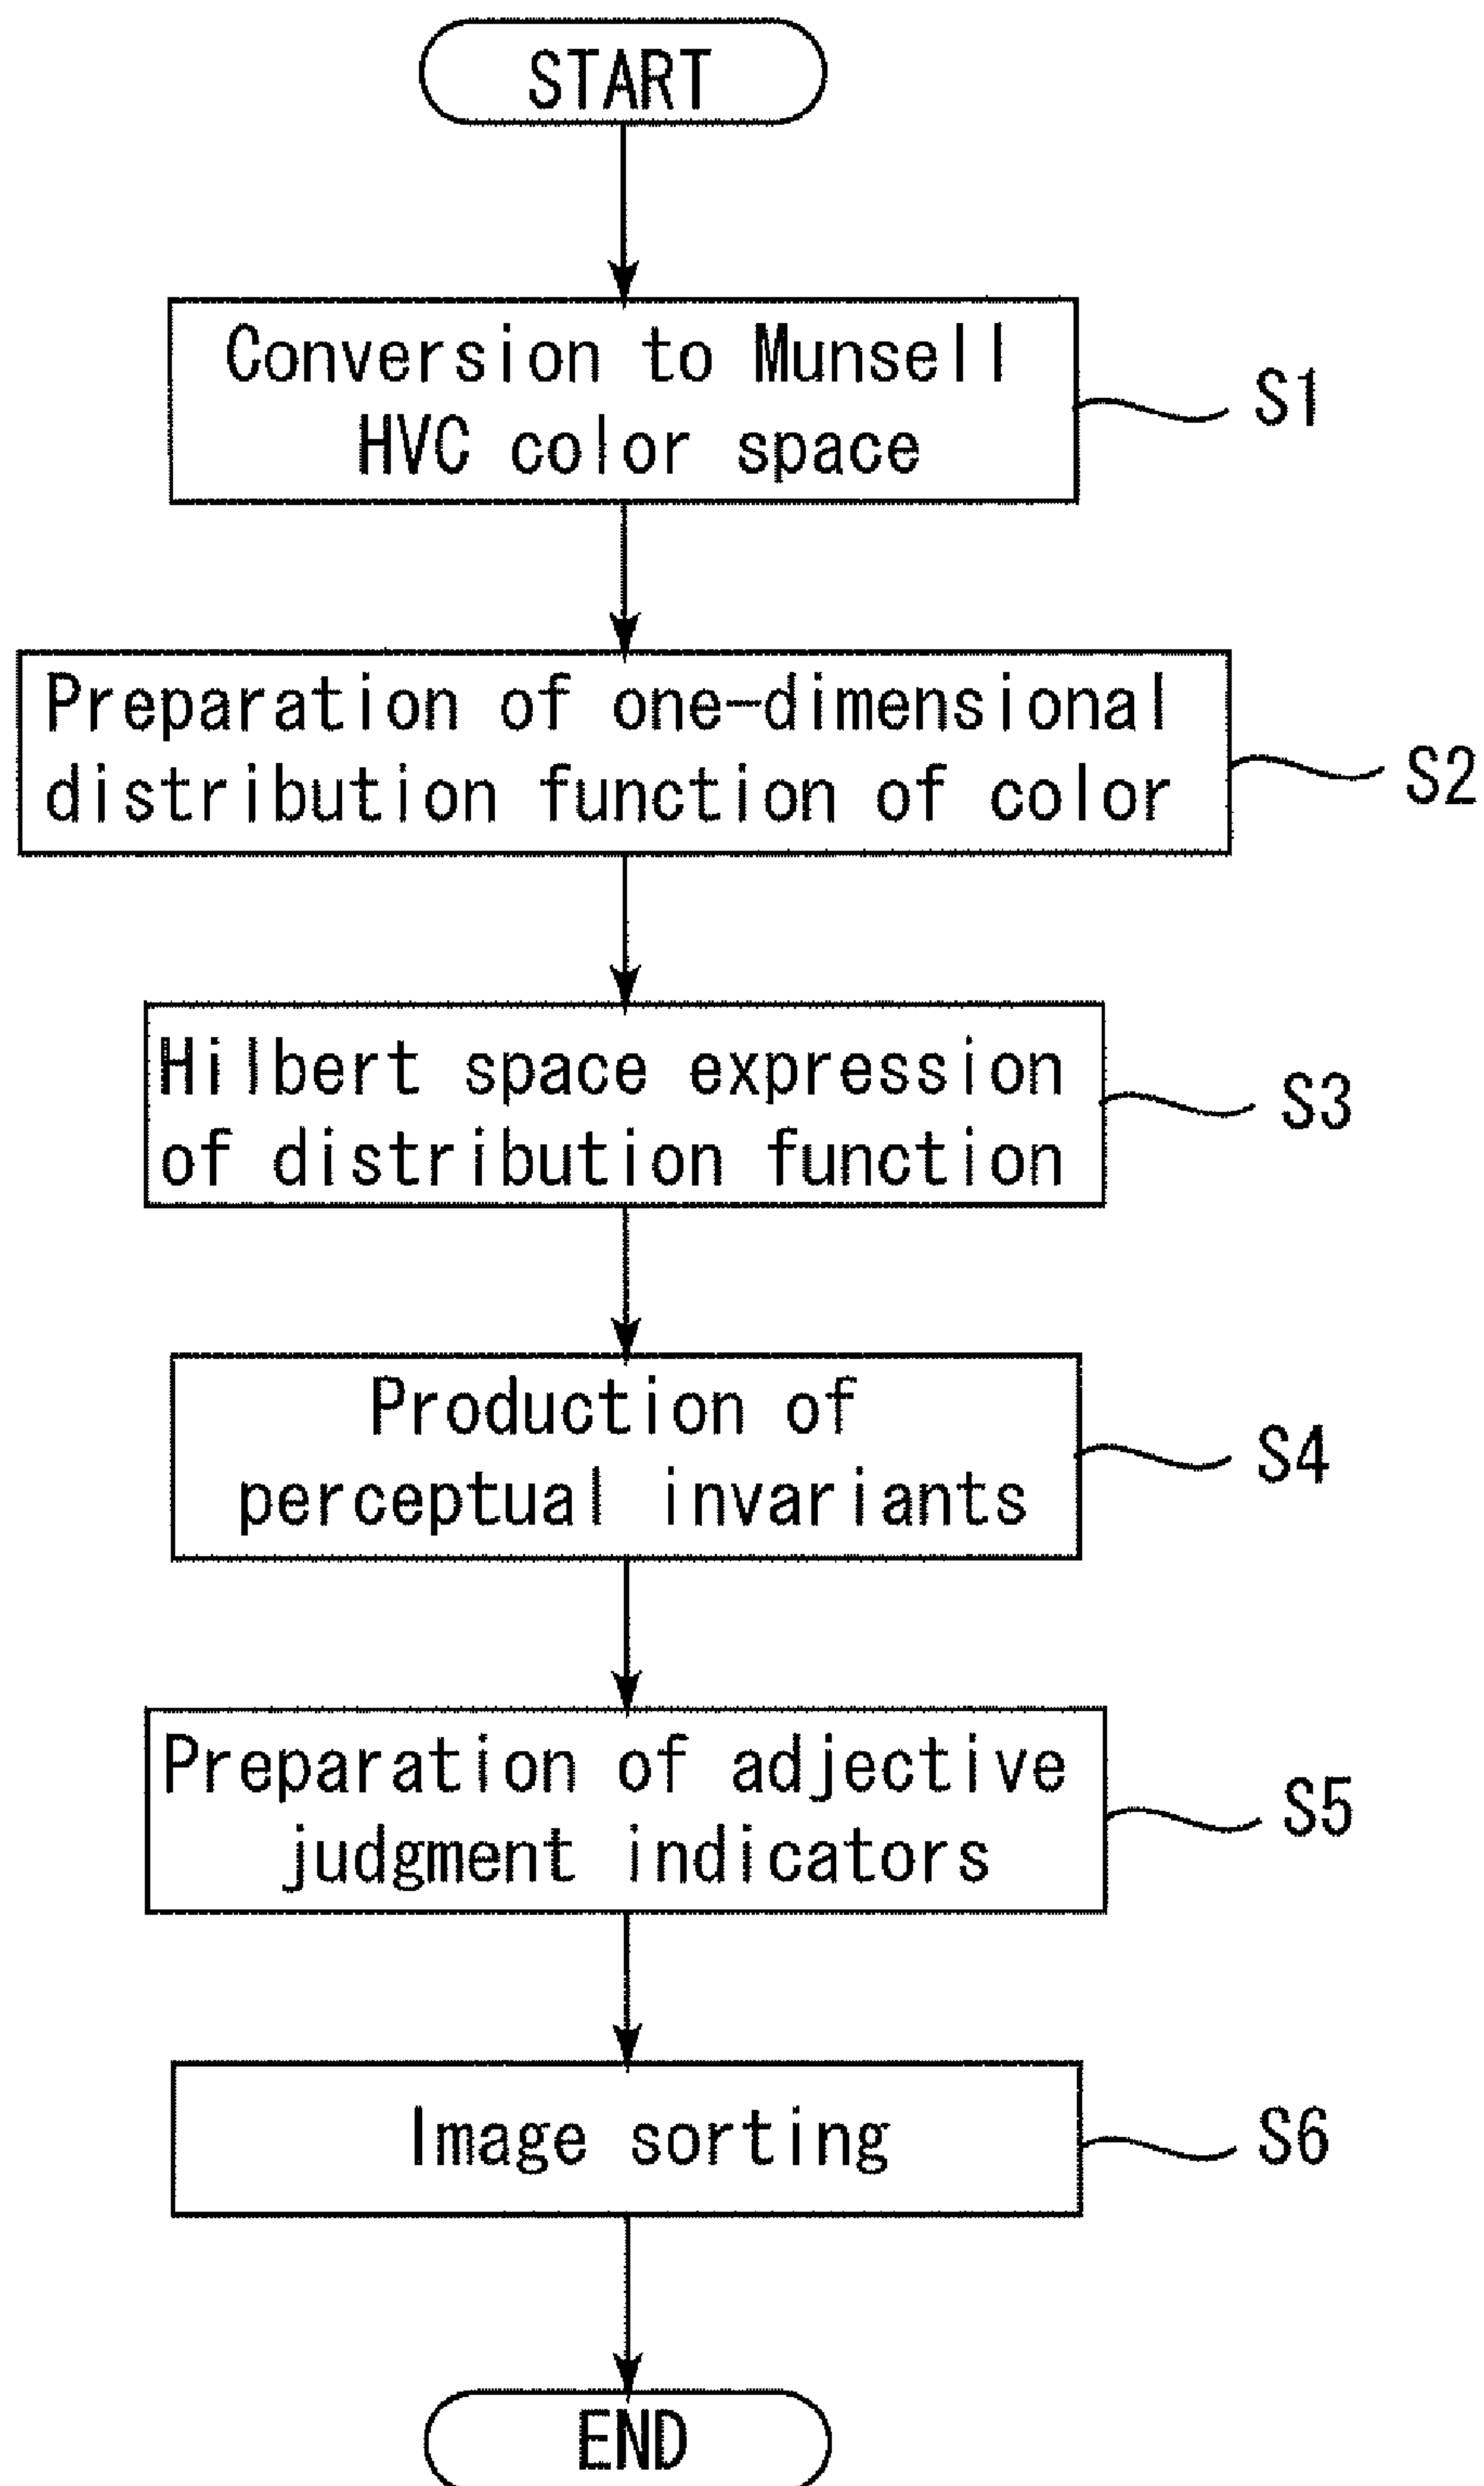 START
Conversion to Munsell
HVC color space
S1
Preparation of one-dimensional
distribution function of color
S2
Hilbert space expression
of distribution function
S3
Production of
perceptual invariants
S4
Preparation of adjective
judgment indicators
S5
Image sorting
S6
END